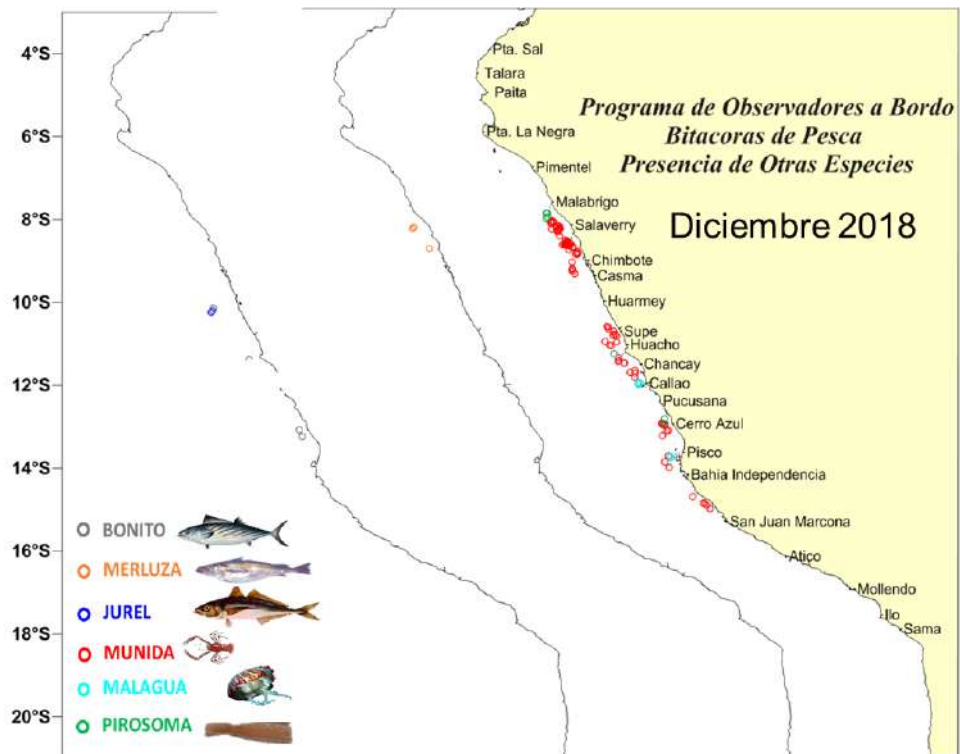 4°S
6°S
8°S
10°S
12°S
14°S
16°S
18°S
20°S
Pta. Sal
Talara
Paita
Pta. La Negra
Pimentel
Malabrigo
Salaverry
Chimbote
Casma
Huarmey
Supe
Huacho
Chancay
Callao
Pucusana
Cerro Azul
Pisco
Bahia Independencia
San Juan Marcona
Atico
Mollendo
Ilo
Sama
Programa de Observadores a Bordo
Bitacoras de Pesca
Presencia de Otras Especies
Diciembre 2018
BONITO
MERLUZA
JUREL
MUNIDA
MALAGUA
PIROSOMA